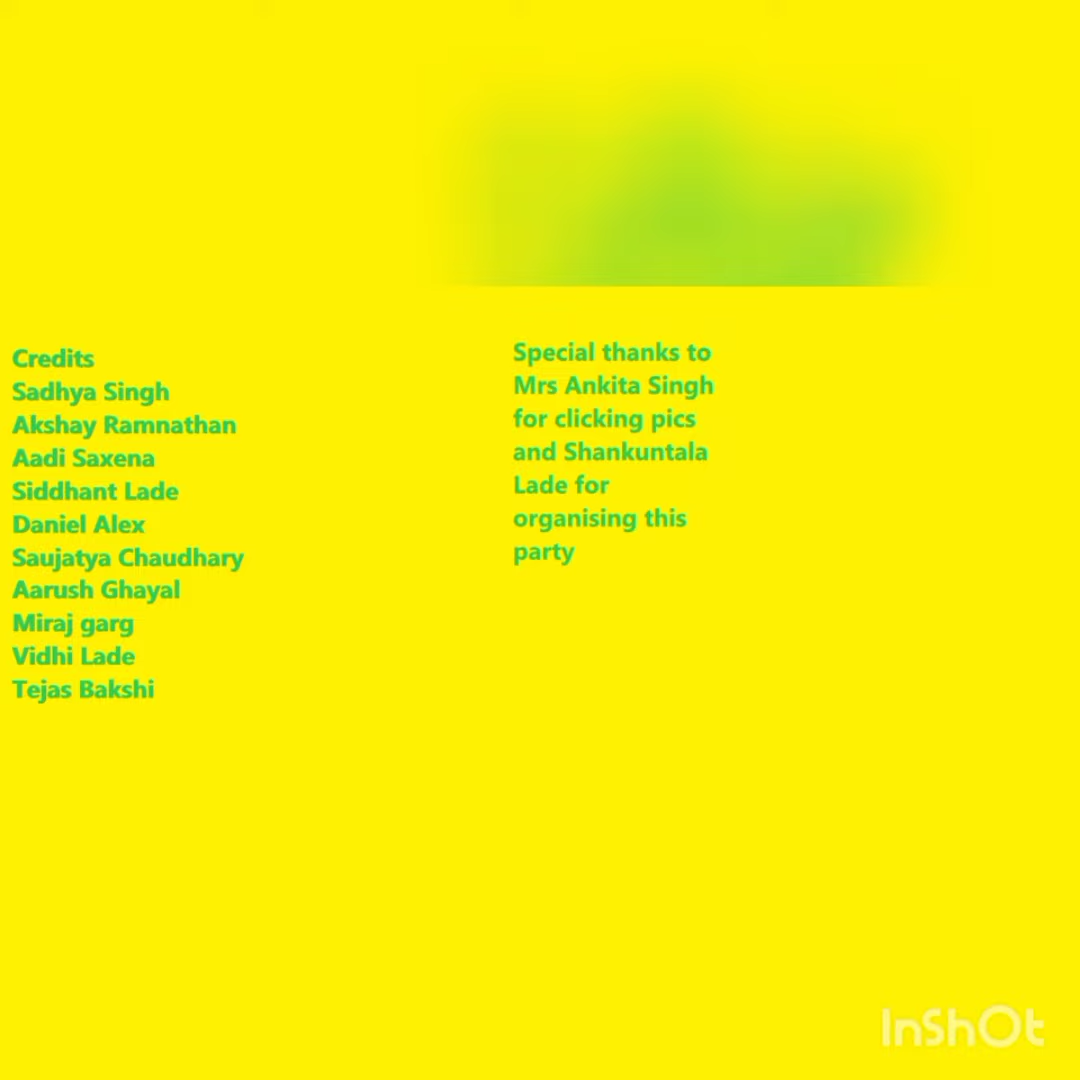 Credits
Sadhya Singh
Akshay Ramnathan
Aadi Saxena
Siddhant Lade
Daniel Alex
Saujatya Chaudhary
Aarush Ghayal
Miraj garg
Vidhi Lade
Tejas Bakshi
Special thanks to
Mrs Ankita Singh
for clicking pics
and Shankuntala
Lade for
organising this
party
InShOt